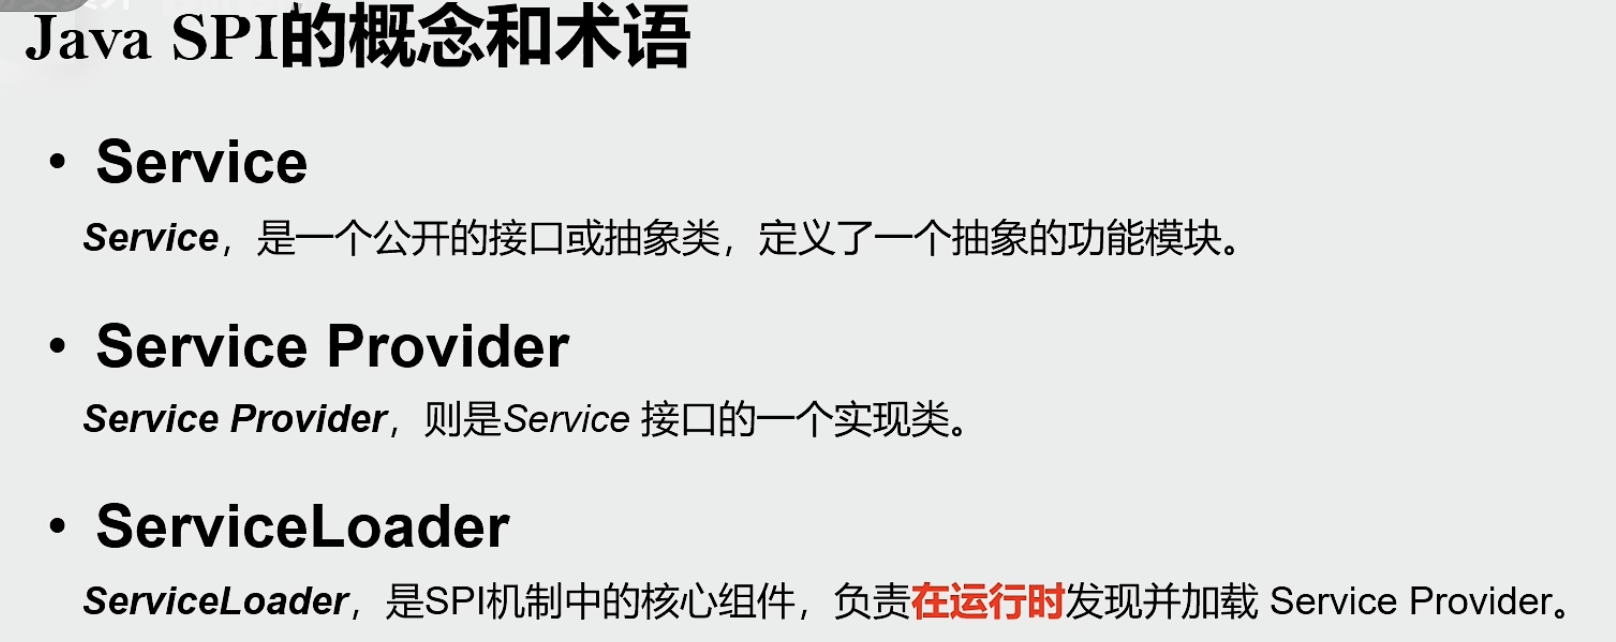 Java SPI的概念和术语
• Service
Service，是一个公开的接口或抽象类，定义了一个抽象的功能模块。
• Service Provider
Service Provider，则是Service 接口的一个实现类。
• ServiceLoader
ServiceLoader，是SPI机制中的核心组件，负责在运行时发现并加载 Service Provider。